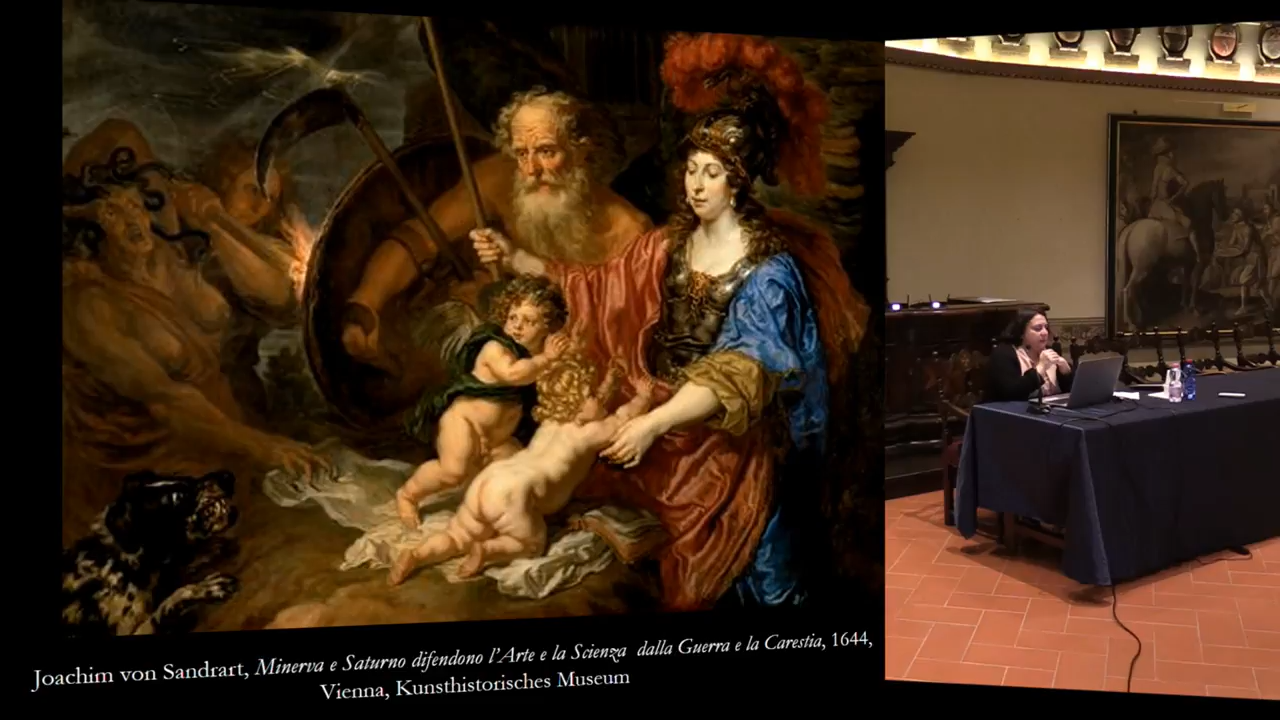 Joachim von Sandrart, Minerva e Saturno difendono l'Arte e la Scienza dalla Guerra e la Carestia, 1644,
Vienna, Kunsthistorisches Museum